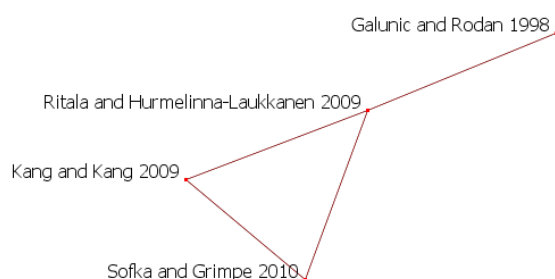 Galunic and Rodan 1998
Ritala and Hurmelinna-Laukkanen 2009
Kang and Kang 2009
Sofka and Grimpe 2010